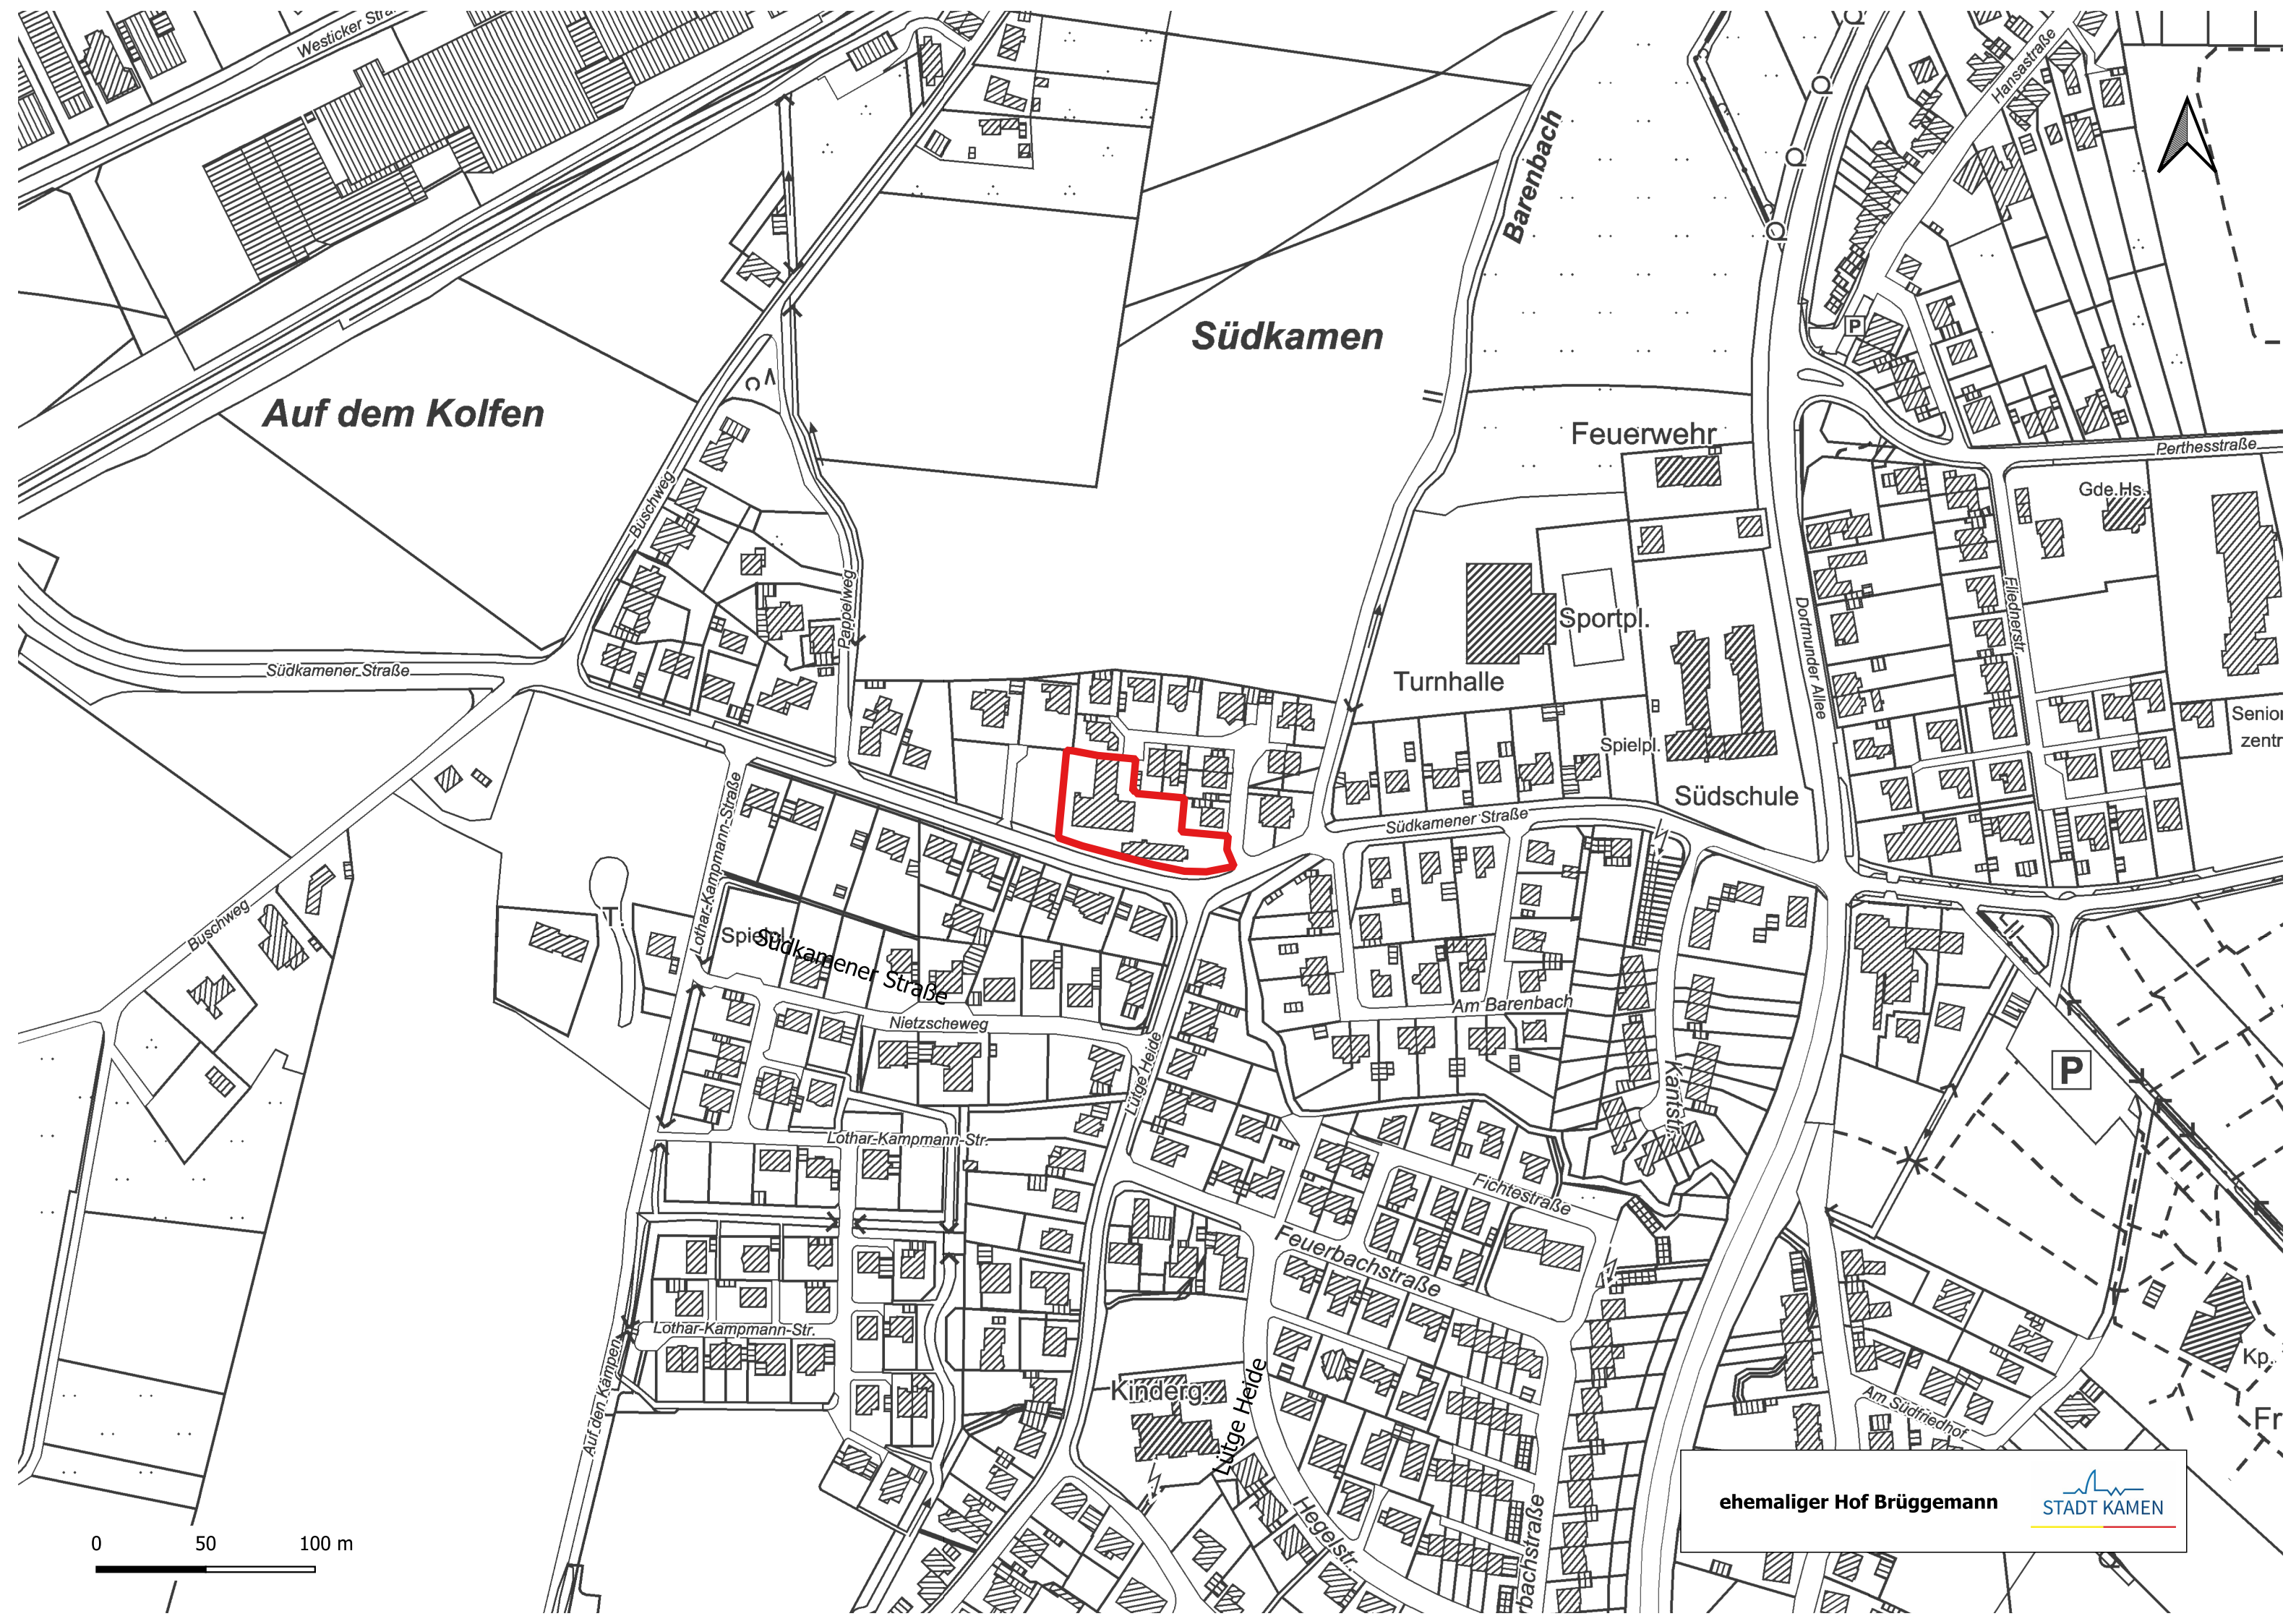 Westicker Stra
Hansastraße
Barenbach
Südkamen
P
Auf dem Kolfen
Feuerwehr
Perthesstraße
Gde.Hs.
Buschweg
Pappelweg
Sportpl.
Fliednerstr.
Dortmunder Allee
Südkamener Straße
Turnhalle
Spielpl.
Senior
zentr
Südschule
Südkamener Straße
Lothar-Kampmann-Straße
Buschweg
T.
Südkamener Straße
Nietzscheweg
Am Barenbach
Lütge Heide
Kantstr.
P
Lothar-Kampmann-Str.
Fichtestraße
Feuerbachstraße
Lothar-Kampmann-Str.
Auf den Kämpen
Kinderg.
Lütge Heide
Kp.
Am Südfriedhof
Fr
Hegelstr.
rbachstraße
ehemaliger Hof Brüggemann
STADT KAMEN
0 50 100 m